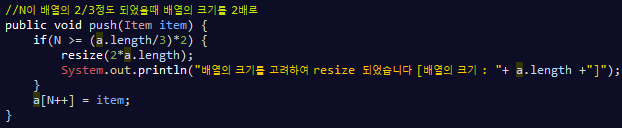 //N이 배열의 2/3정도 되었을때 배열의 크기를 2배로
public void push(Item item) {
if(N >= (a.length/3)*2) {
resize(2*a.length);
System.out.println("배열의 크기를 고려하여 resize 되었습니다 [배열의 크기 : "+ a.length +"]");
}
a[N++] = item;
}